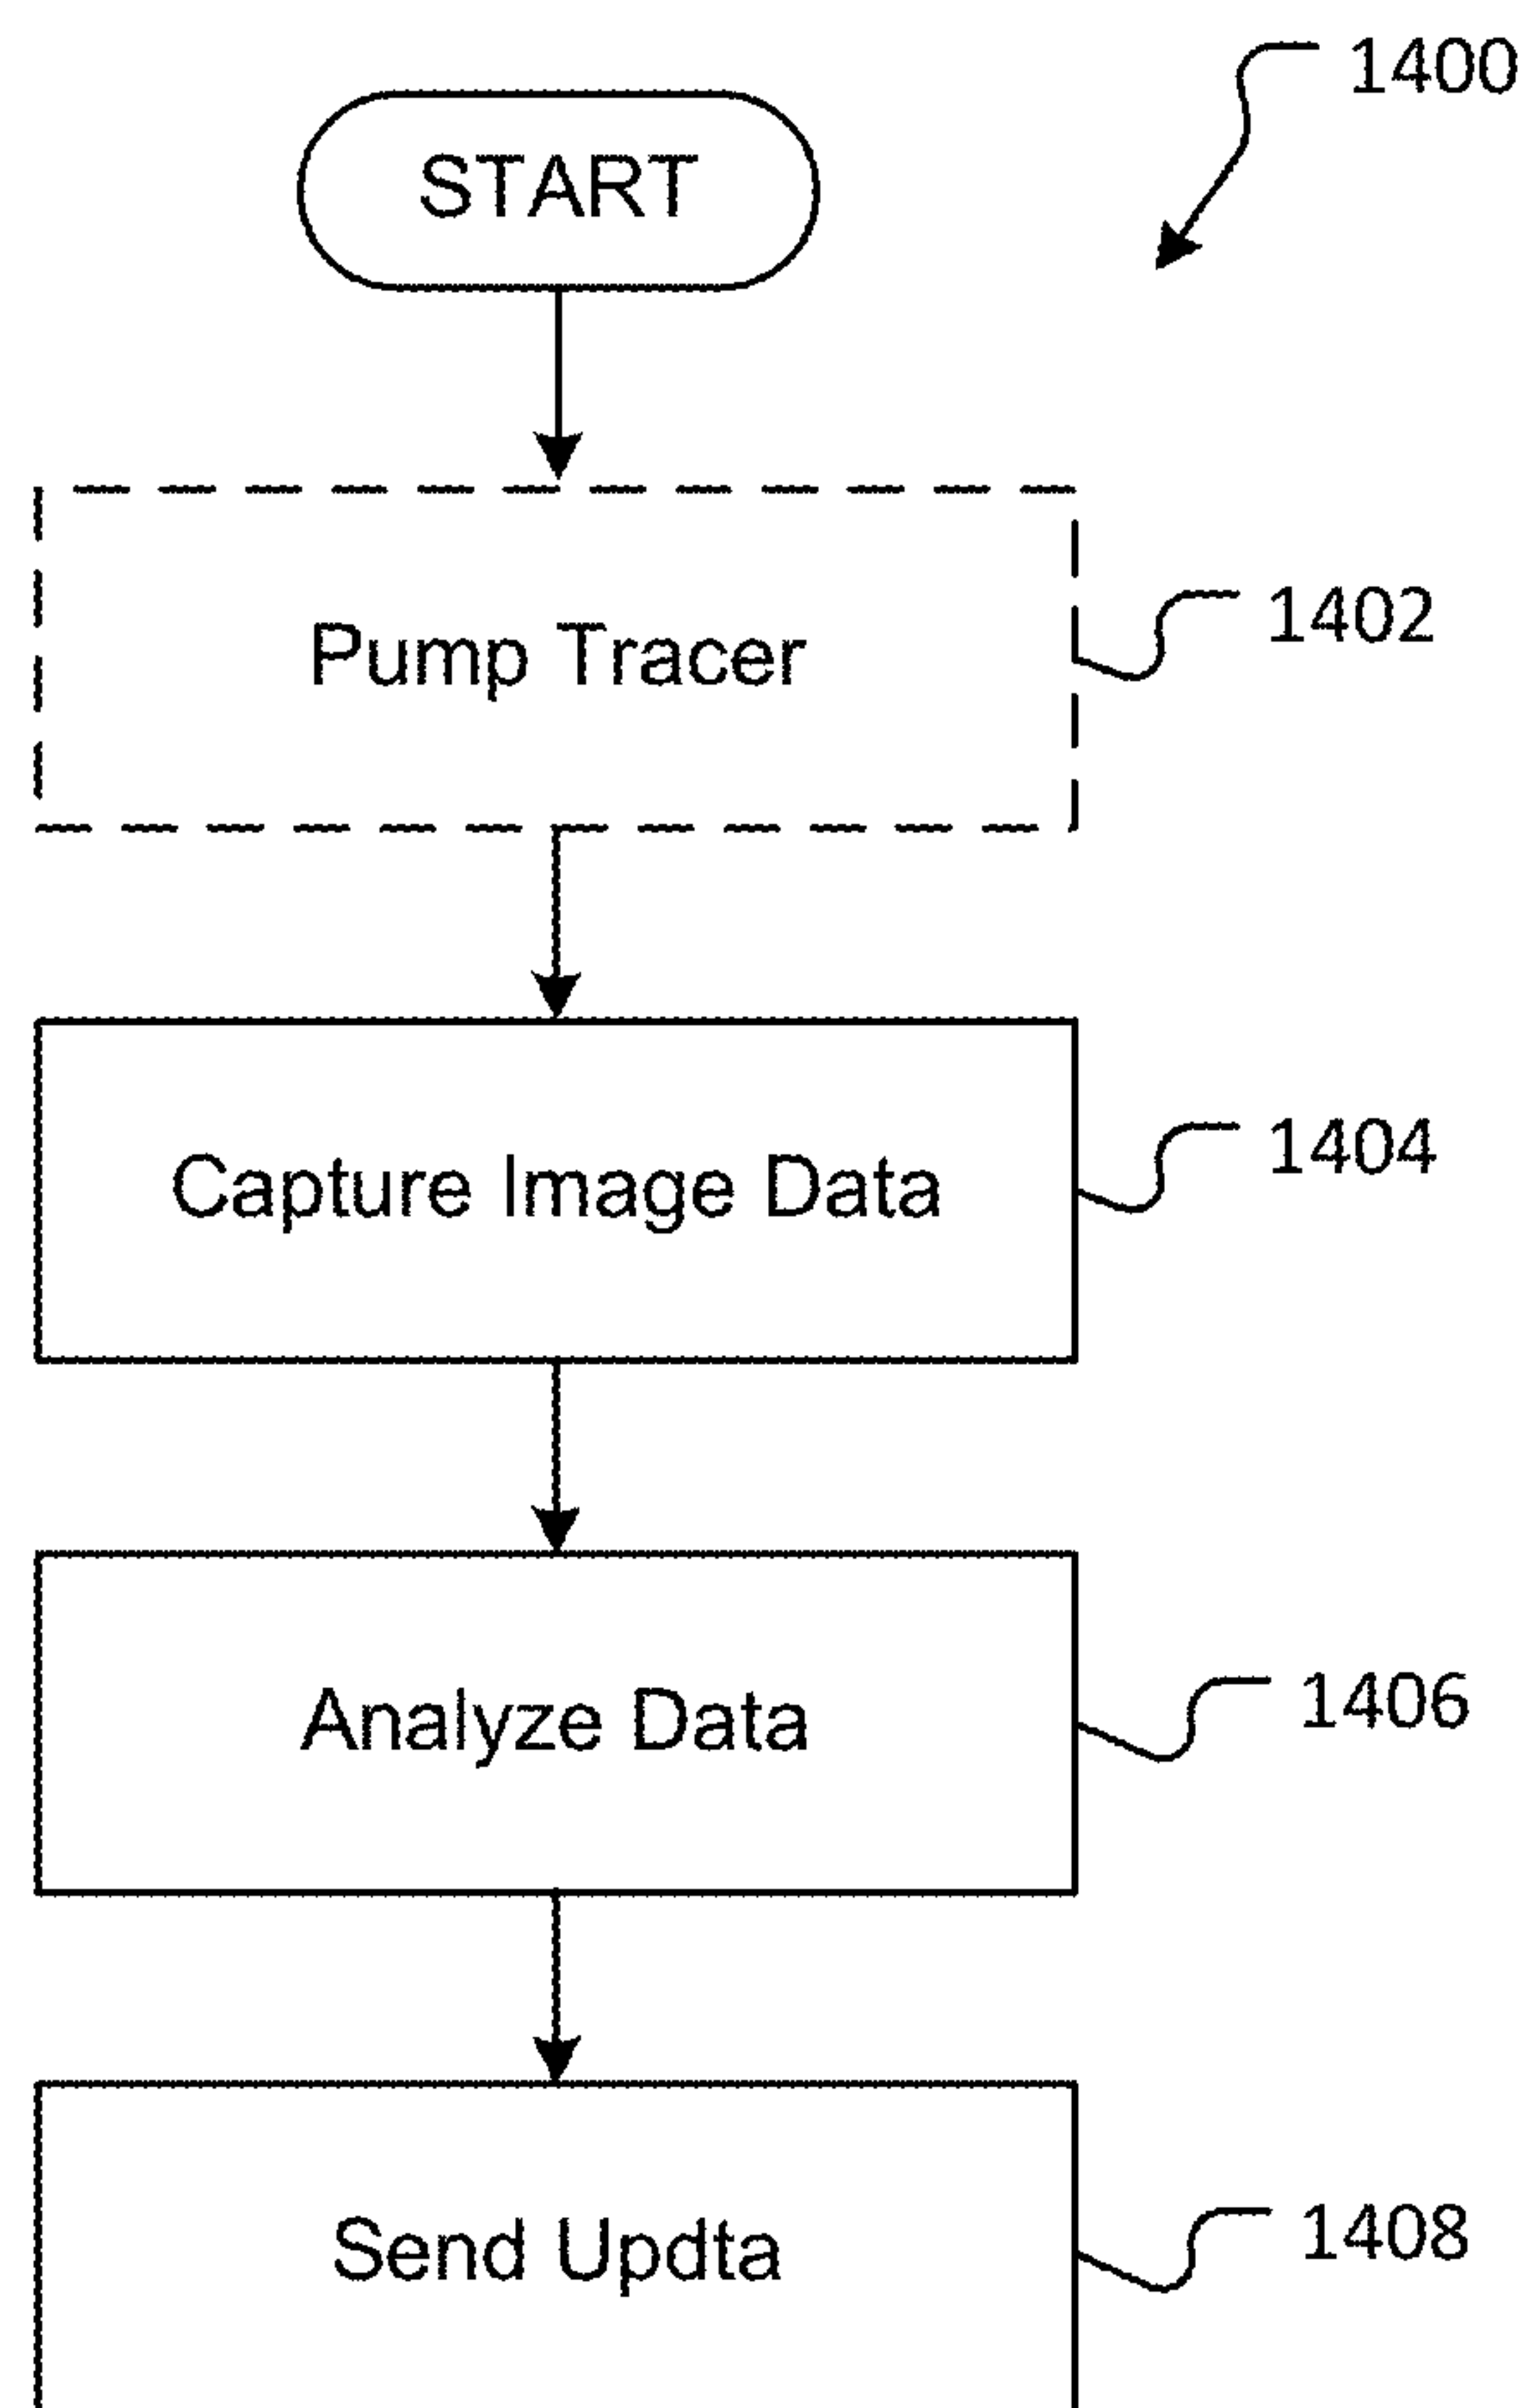 1400
START
Pump Tracer
1402
Capture Image Data
1404
Analyze Data
1406
Send Updta
1408